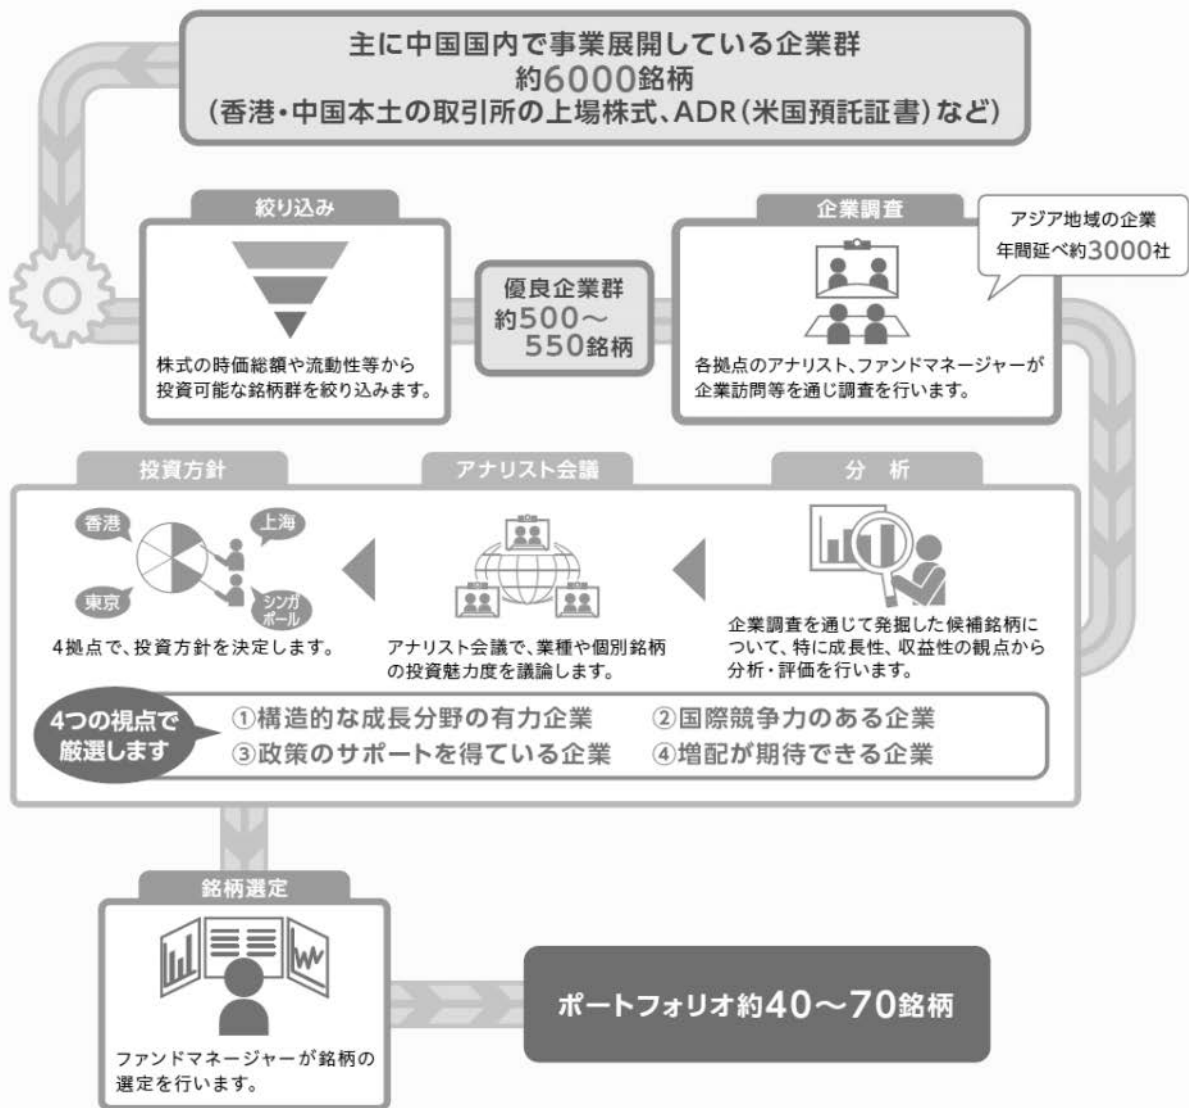 主に中国国内で事業展開している企業群
約6000銘柄
(香港・中国本土の取引所の上場株式、ADR(米国預託証書)など)
絞り込み
株式の時価総額や流動性等から
投資可能な銘柄群を絞り込みます。
優良企業群
約500〜
550銘柄
企業調査
アジア地域の企業
年間延べ約3000社
各拠点のアナリスト、ファンドマネージャーが
企業訪問等を通じ調査を行います。
分 析
企業調査を通じて発掘した候補銘柄に
ついて、特に成長性、収益性の観点から
分析・評価を行います。
アナリスト会議
アナリスト会議で、業種や個別銘柄
の投資魅力度を議論します。
投資方針
香港
上海
東京
シンガ
ポール
4拠点で、投資方針を決定します。
4つの視点で
厳選します
①構造的な成長分野の有力企業
②国際競争力のある企業
③政策のサポートを得ている企業
④増配が期待できる企業
銘柄選定
ファンドマネージャーが銘柄の
選定を行います。
ポートフォリオ約40〜70銘柄